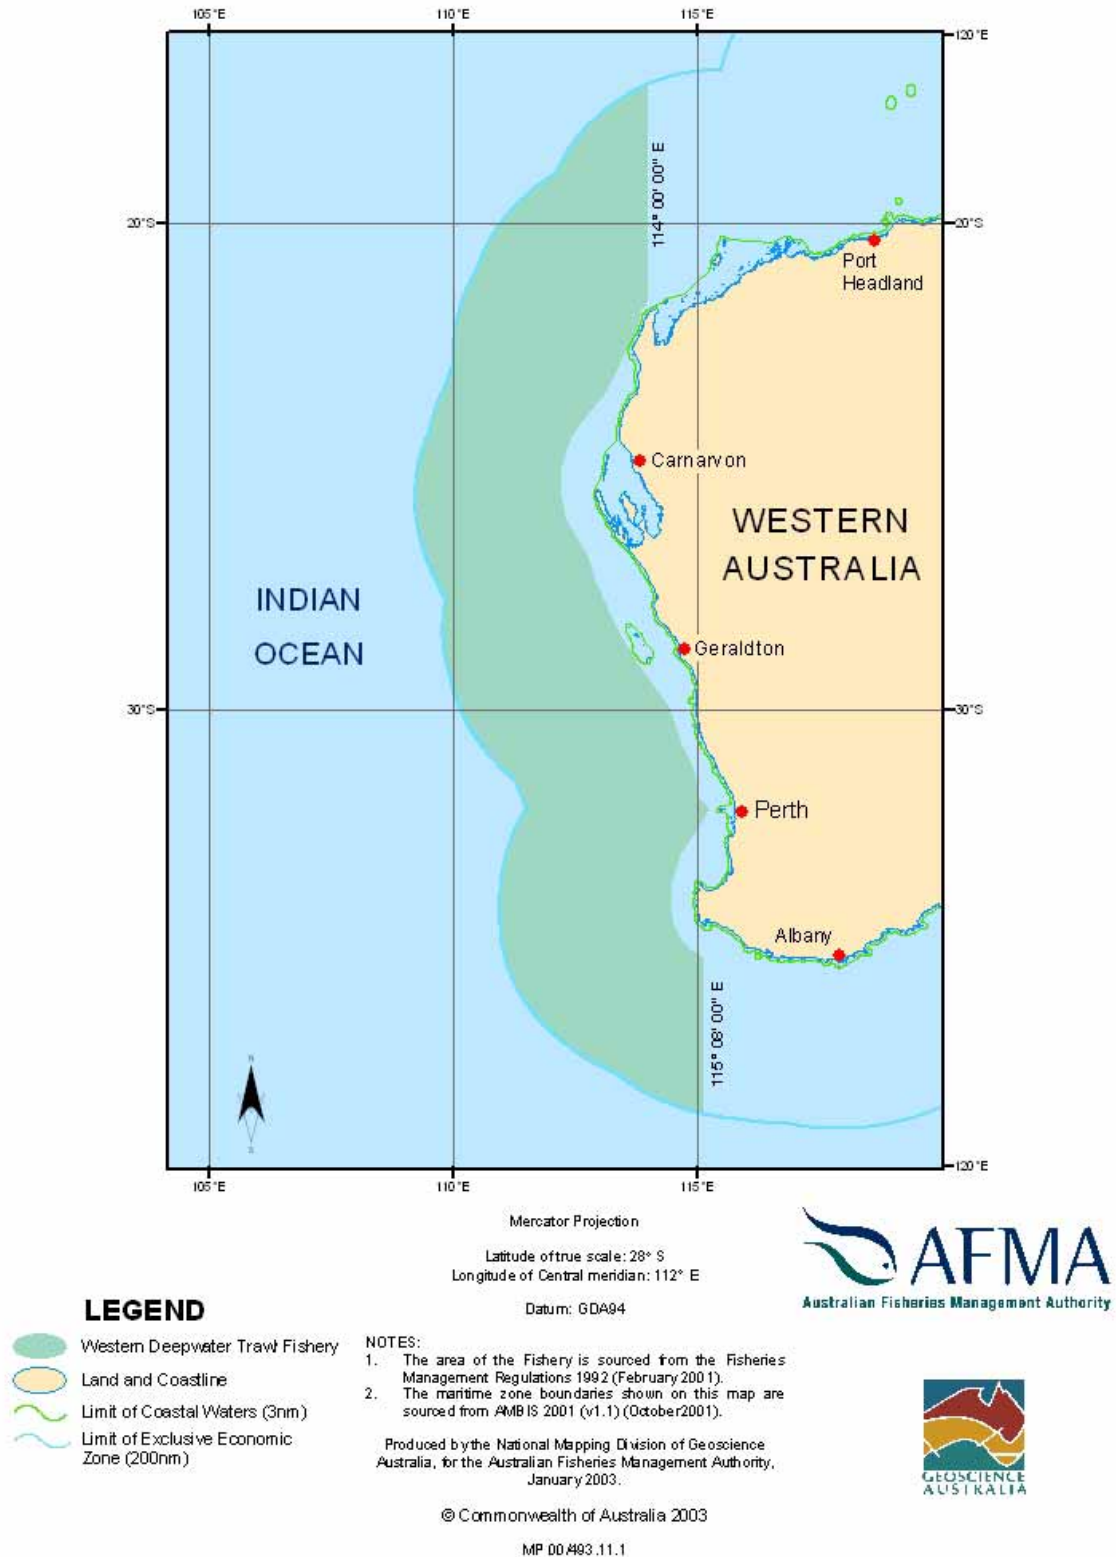 105°E 110°E 115°E
120°E
114° 00' 00" E
20°S 20°S
Port
Headland
Carnarvon
WESTERN
AUSTRALIA
INDIAN
OCEAN
Geraldton
30°S 30°S
Perth
Albany
115° 08' 00" E
N
S
120°E
105°E 110°E 115°E
Mercator Projection
Latitude of true scale: 28° S
Longitude of Central meridian: 112° E
Datum: GDA94
AFMA
Australian Fisheries Management Authority
LEGEND
Western Deepwater Trawl Fishery
Land and Coastline
Limit of Coastal Waters (3nm)
Limit of Exclusive Economic
Zone (200nm)
NOTES:
1. The area of the Fishery is sourced from the Fisheries
Management Regulations 1992 (February 2001).
2. The maritime zone boundaries shown on this map are
sourced from AMBIS 2001 (v1.1) (October 2001).
Produced by the National Mapping Division of Geoscience
Australia, for the Australian Fisheries Management Authority,
January 2003.
© Commonwealth of Australia 2003
MP 00/493.11.1
GEOSCIENCE
AUSTRALIA